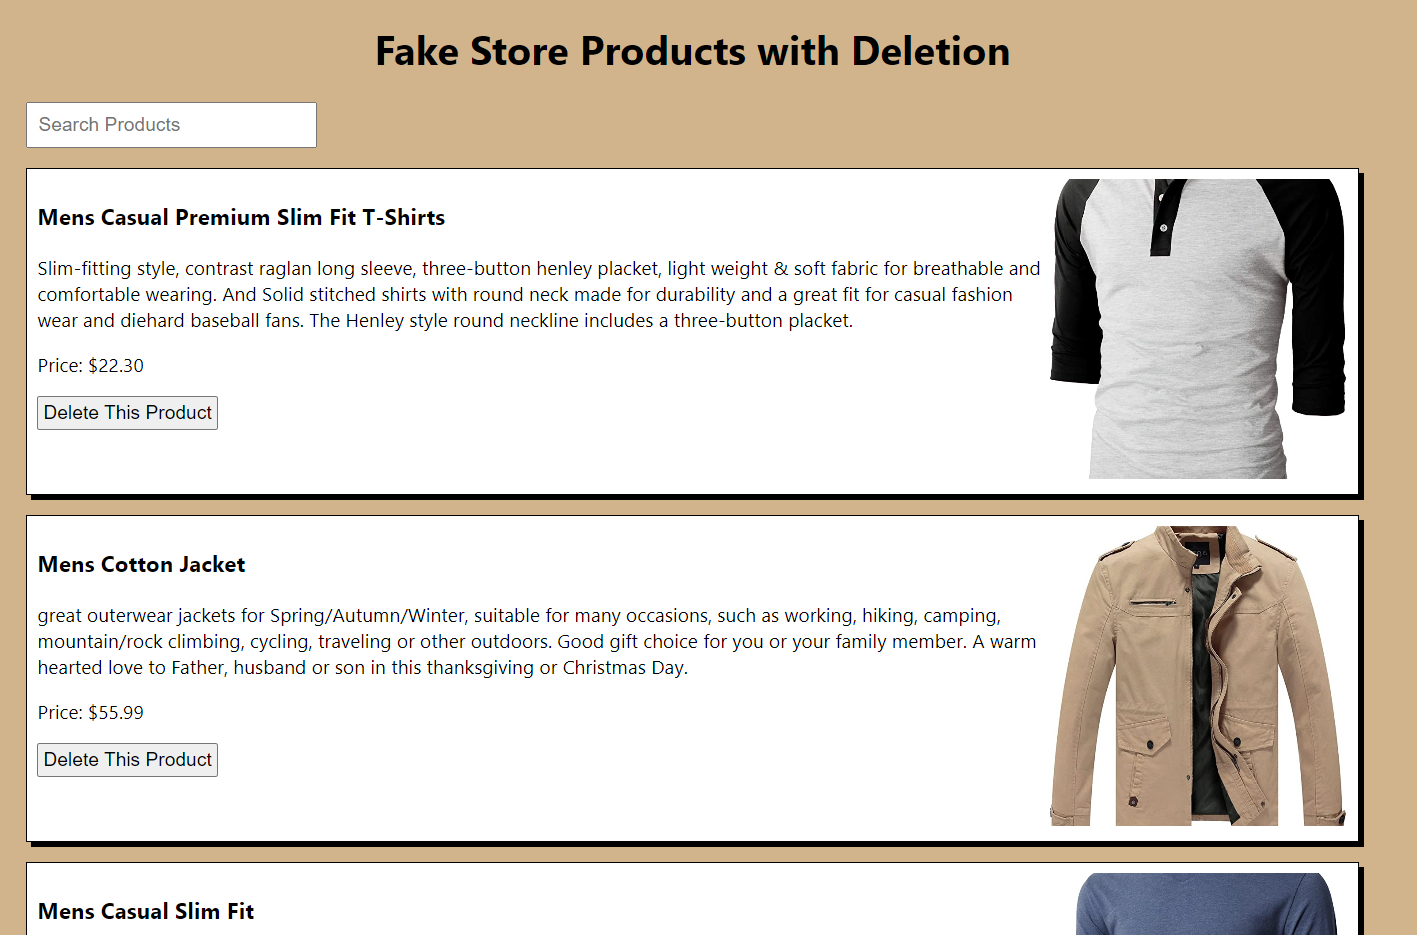 Fake Store Products with Deletion
Search Products
Mens Casual Premium Slim Fit T-Shirts
Slim-fitting style, contrast raglan long sleeve, three-button henley placket, light weight & soft fabric for breathable and
comfortable wearing. And Solid stitched shirts with round neck made for durability and a great fit for casual fashion
wear and diehard baseball fans. The Henley style round neckline includes a three-button placket.
Price: $22.30
Delete This Product
Mens Cotton Jacket
great outerwear jackets for Spring/Autumn/Winter, suitable for many occasions, such as working, hiking, camping,
mountain/rock climbing, cycling, traveling or other outdoors. Good gift choice for you or your family member. A warm
hearted love to Father, husband or son in this thanksgiving or Christmas Day.
Price: $55.99
Delete This Product
Mens Casual Slim Fit